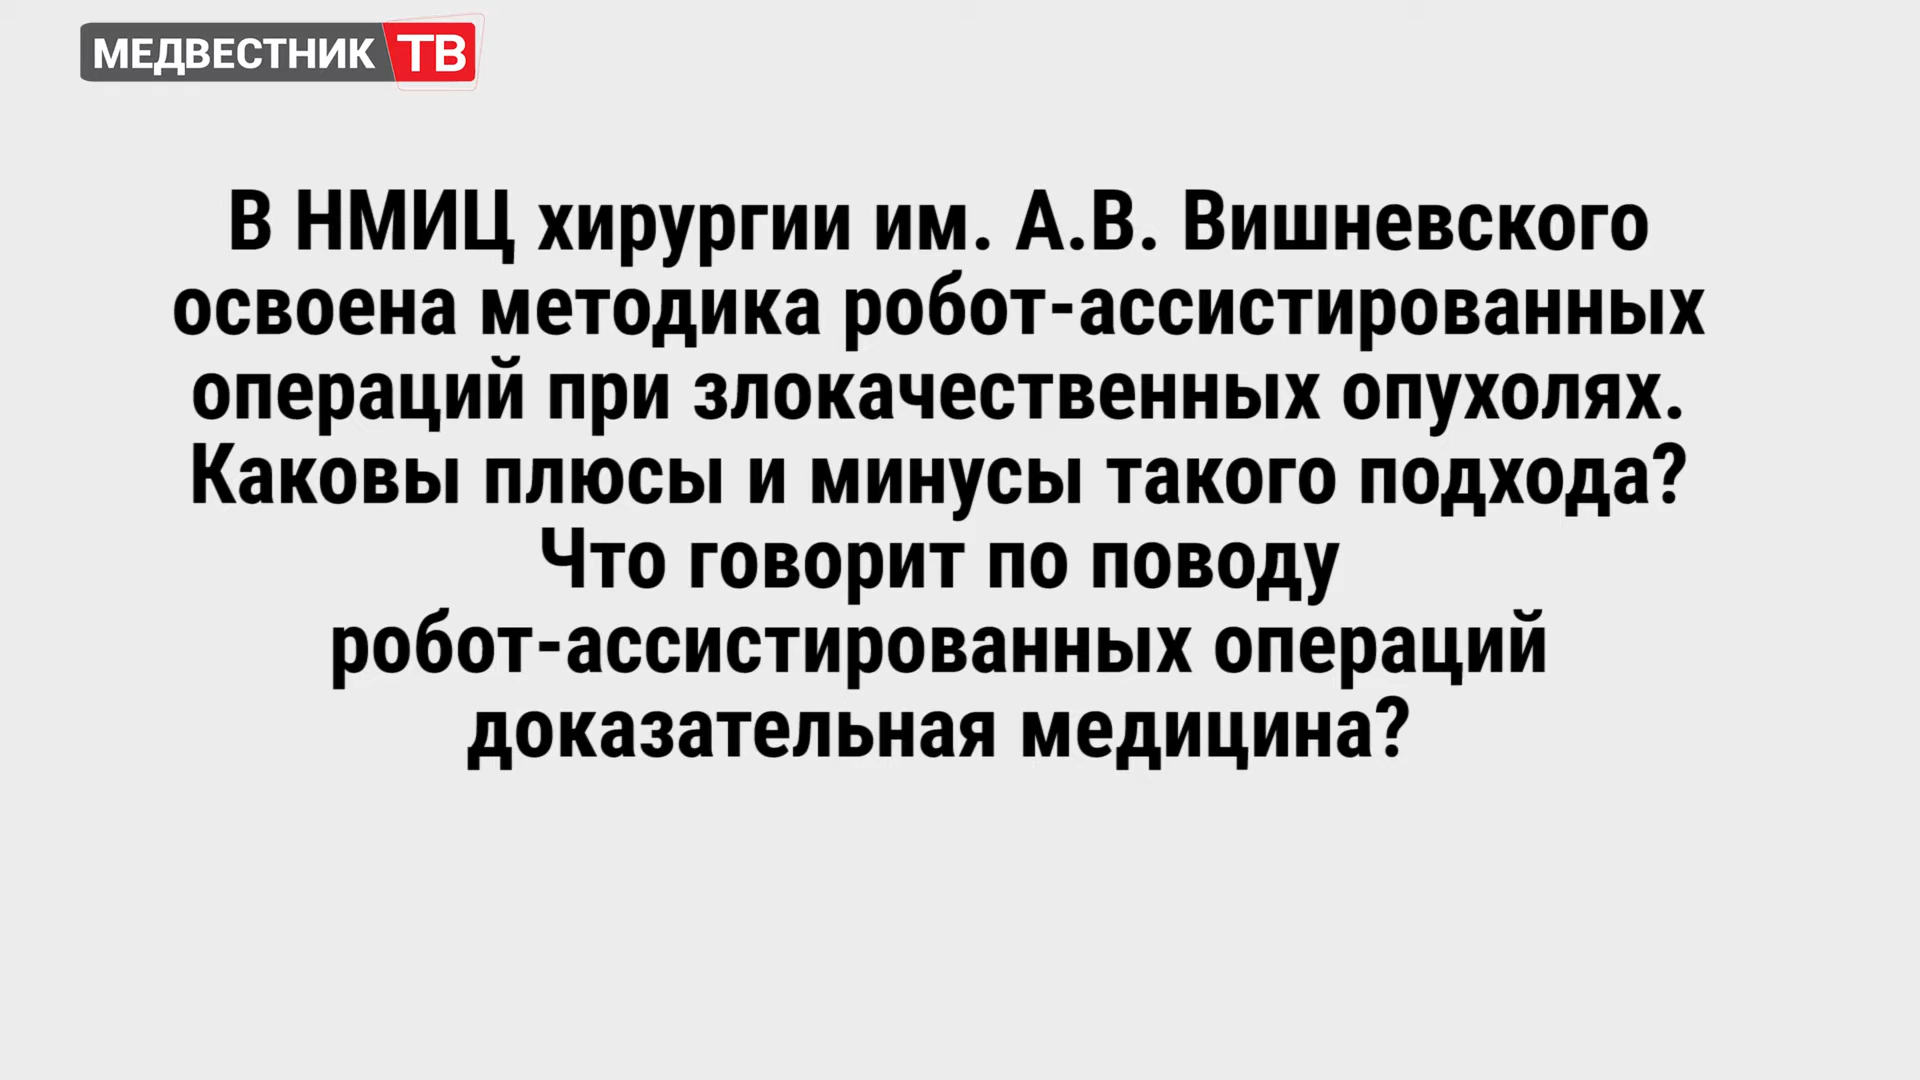 МЕДВЕСТНИК ТВ
В НМИЦ хирургии им. А.В. Вишневского
освоена методика робот-ассистированных
операций при злокачественных опухолях.
Каковы плюсы и минусы такого подхода?
Что говорит по поводу
робот-ассистированных операций
доказательная медицина?